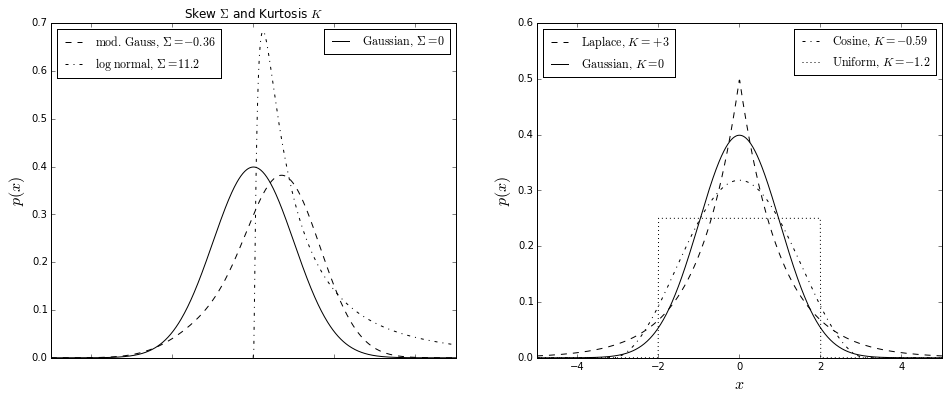 Skew Σ and Kurtosis K
mod. Gauss, Σ=−0.36
log normal, Σ=11.2
Gaussian, Σ=0
0.7
0.6
0.5
0.4
0.3
0.2
0.1
0.0
p(x)
Laplace, K=+3
Gaussian, K=0
Cosine, K=−0.59
Uniform, K=−1.2
0.6
0.5
0.4
0.3
0.2
0.1
0.0
p(x)
−4 −2 0 2 4
x